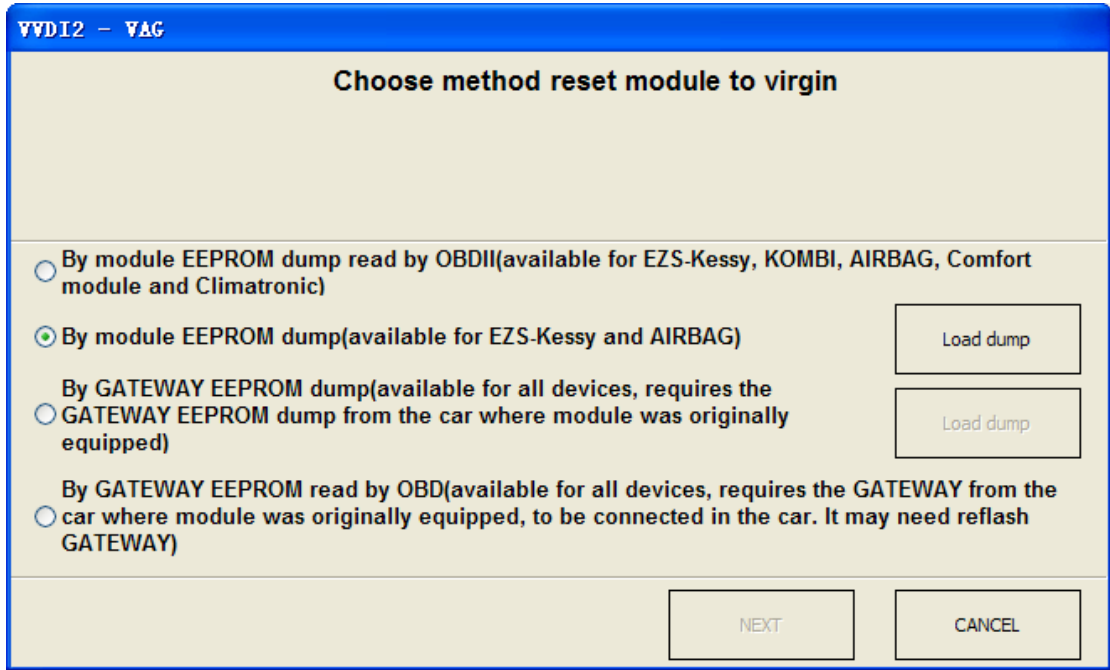 VVDI2 - VAG
Choose method reset module to virgin
By module EEPROM dump read by OBDII(available for EZS-Kessy, KOMBI, AIRBAG, Comfort
module and Climatronic)
By module EEPROM dump(available for EZS-Kessy and AIRBAG)
Load dump
By GATEWAY EEPROM dump(available for all devices, requires the
GATEWAY EEPROM dump from the car where module was originally
equipped)
Load dump
By GATEWAY EEPROM read by OBD(available for all devices, requires the GATEWAY from the
car where module was originally equipped, to be connected in the car. It may need reflash
GATEWAY)
NEXT
CANCEL